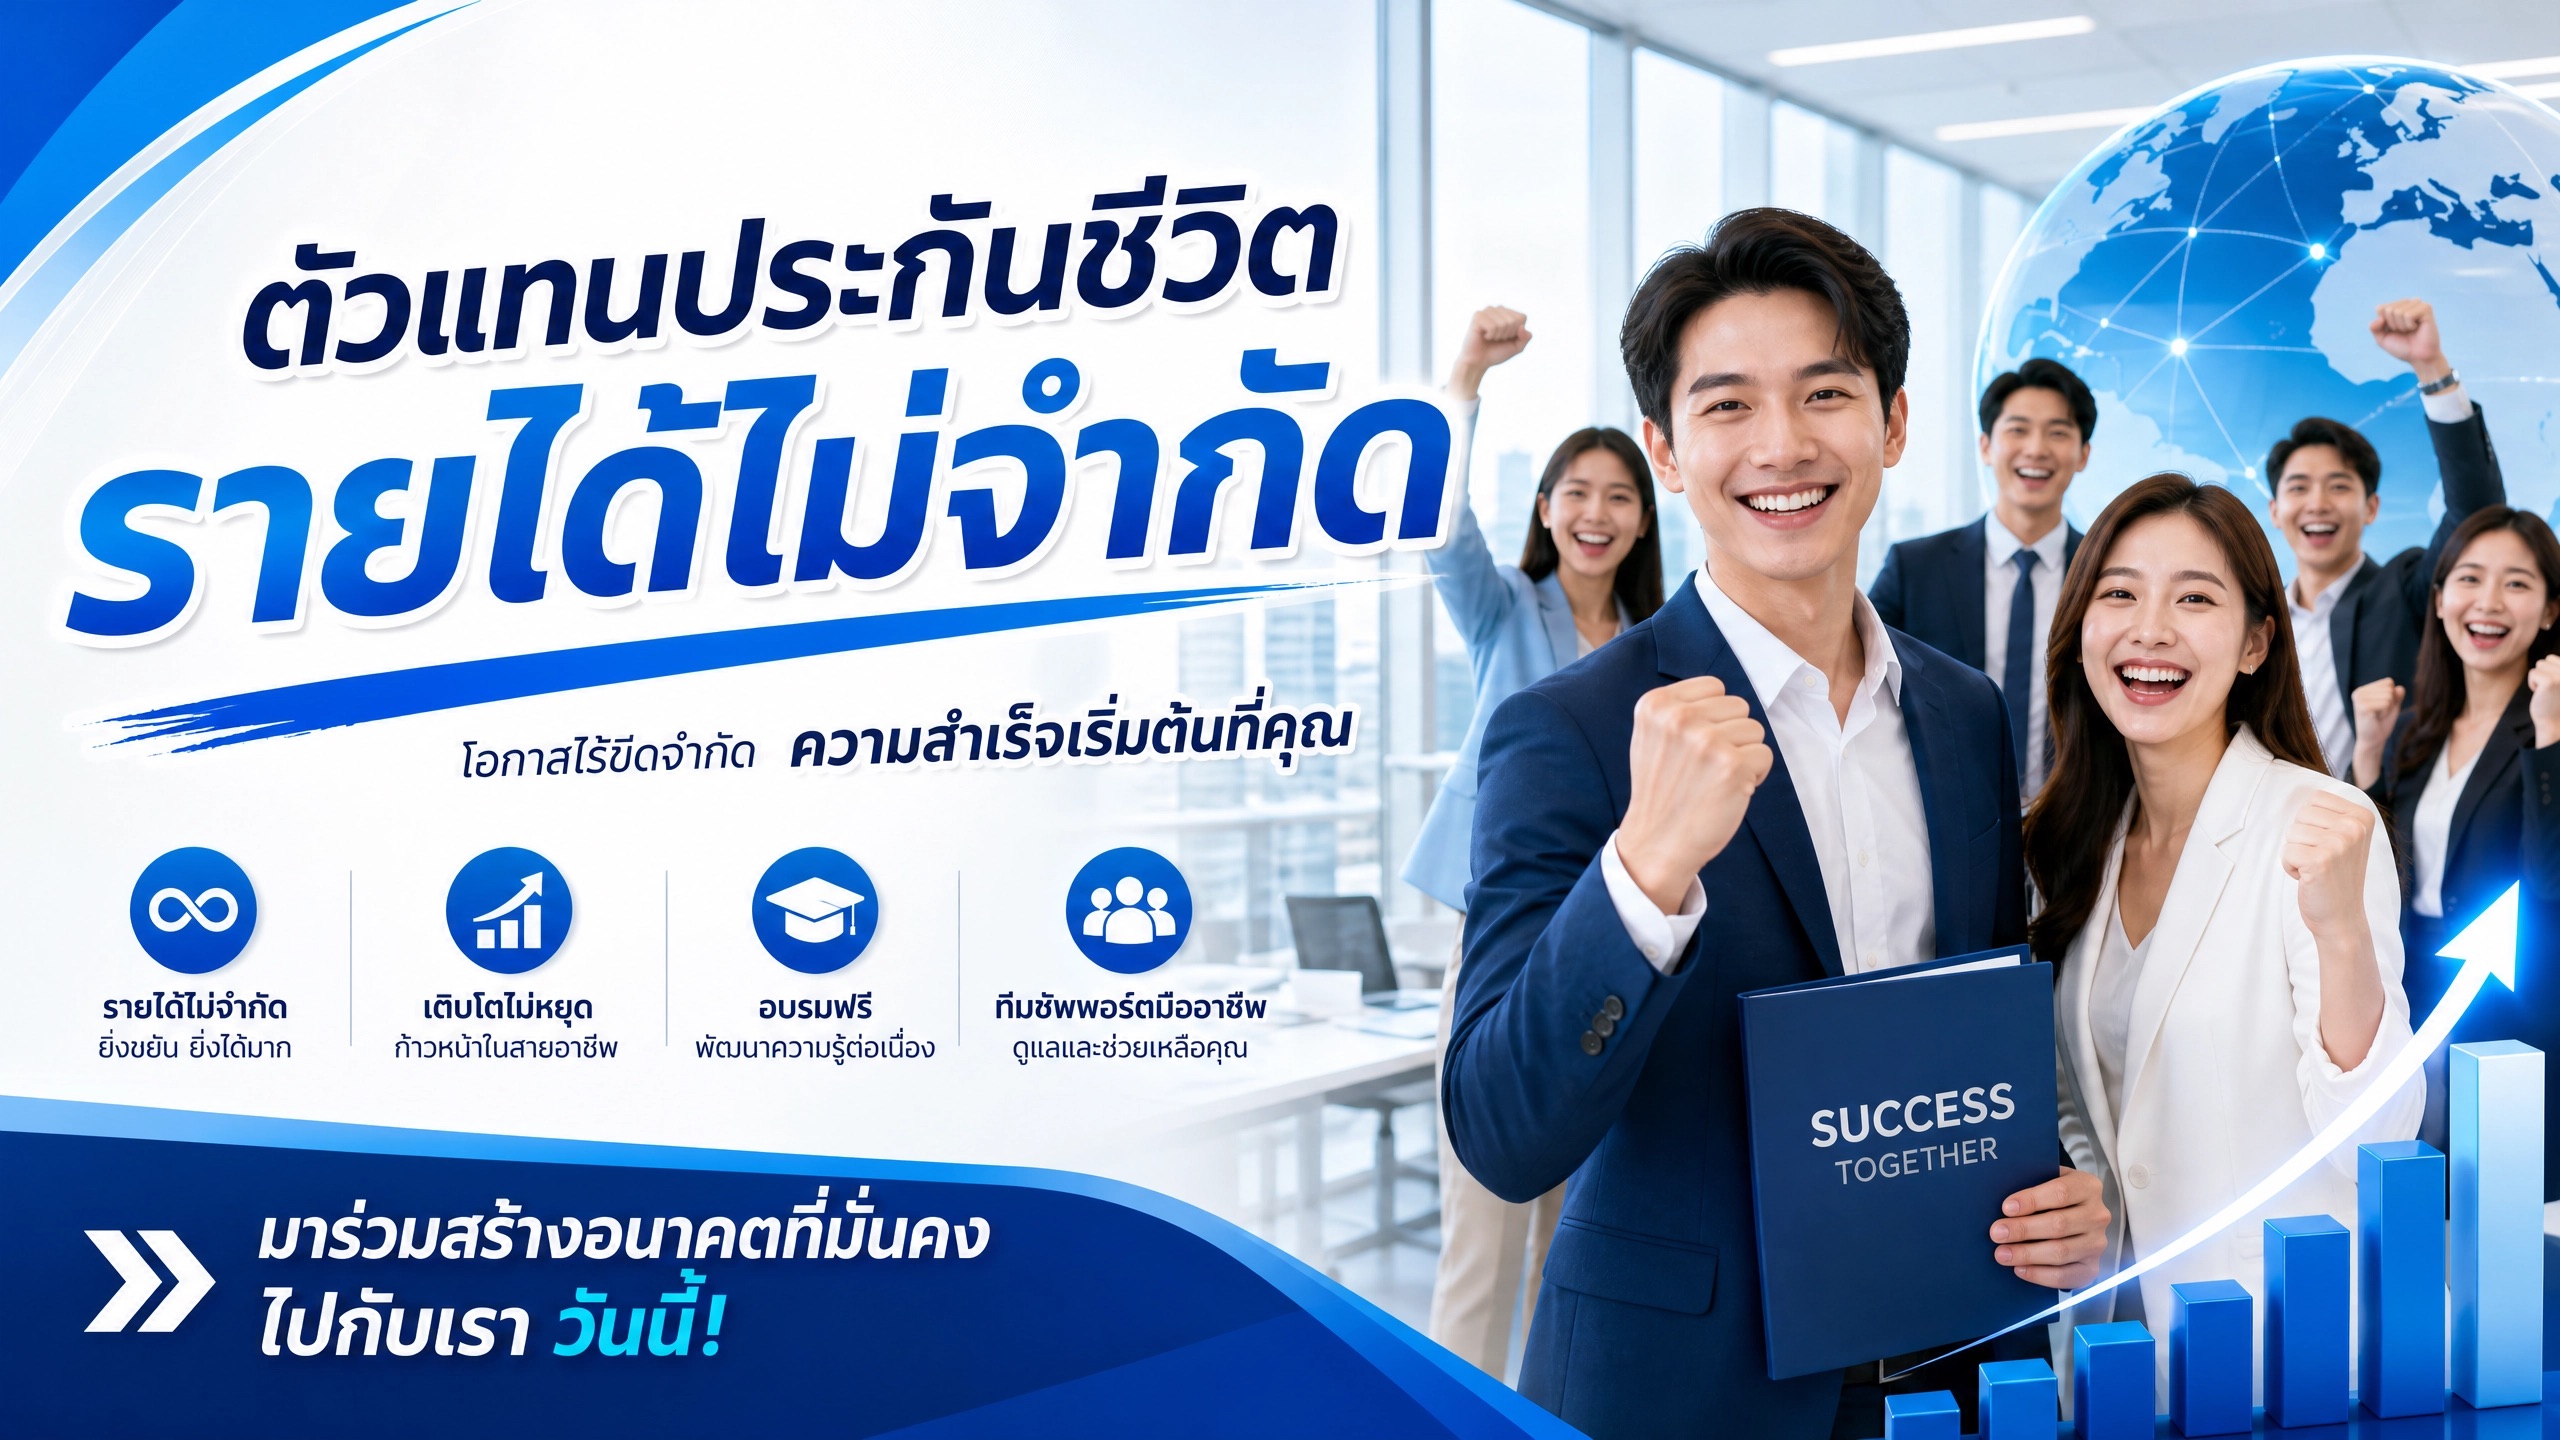 ตัวแทนประกันชีวิต
รายได้ไม่จำกัด
โอกาสไร้ขีดจำกัด ความสำเร็จเริ่มต้นที่คุณ
รายได้ไม่จำกัด
ยิ่งขยัน ยิ่งได้มาก
เติบโตไม่หยุด
ก้าวหน้าในสายอาชีพ
อบรมฟรี
พัฒนาความรู้ต่อเนื่อง
ทีมซัพพอร์ตมืออาชีพ
ดูแลและช่วยเหลือคุณ
มาร่วมสร้างอนาคตที่มั่นคง
ไปกับเรา วันนี้!
SUCCESS
TOGETHER